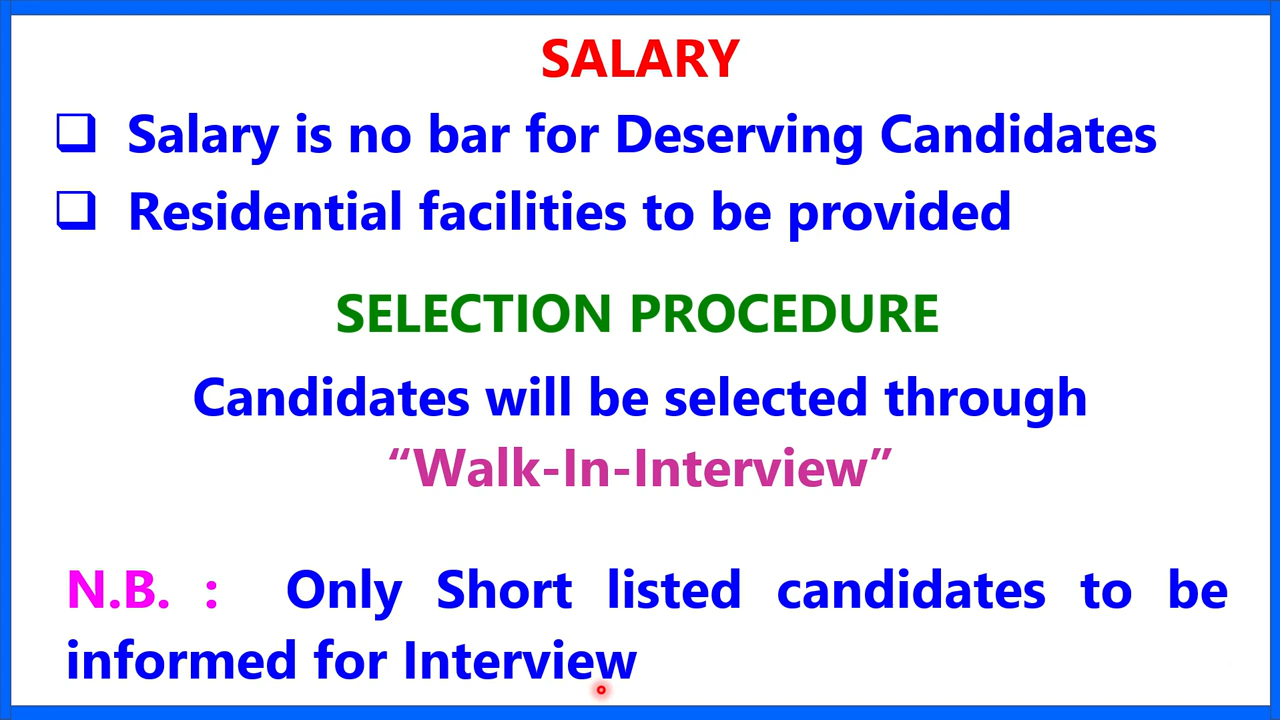 SALARY
Salary is no bar for Deserving Candidates
Residential facilities to be provided
SELECTION PROCEDURE
Candidates will be selected through
“Walk-In-Interview”
N.B. : Only Short listed candidates to be
informed for Interview